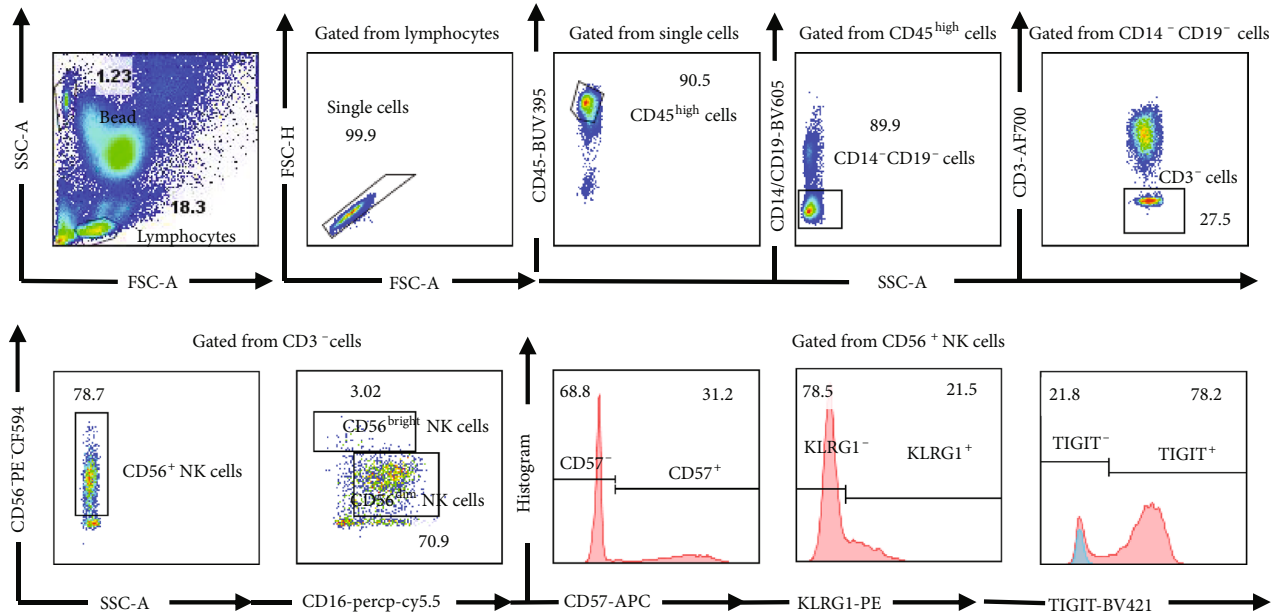 Gated from lymphocytes
Gated from single cells
Gated from CD45high cells
Gated from CD14−CD19− cells
SSC-A
1.23
Bead
18.3
Lymphocytes
FSC-A
FSC-H
Single cells
99.9
FSC-A
CD45-BUV395
90.5
CD45high cells
CD14/CD19-BV605
89.9
CD14−CD19− cells
SSC-A
CD3-AF700
CD3− cells
27.5
Gated from CD3− cells
Gated from CD56+ NK cells
CD56-PE-CF594
78.7
CD56+ NK cells
SSC-A
3.02
CD56bright NK cells
CD56dim NK cells
70.9
CD16-percp-cy5.5
Histogram
68.8
31.2
CD57−
CD57+
CD57-APC
78.5
21.5
KLRG1−
KLRG1+
KLRG1-PE
21.8
78.2
TIGIT−
TIGIT+
TIGIT-BV421